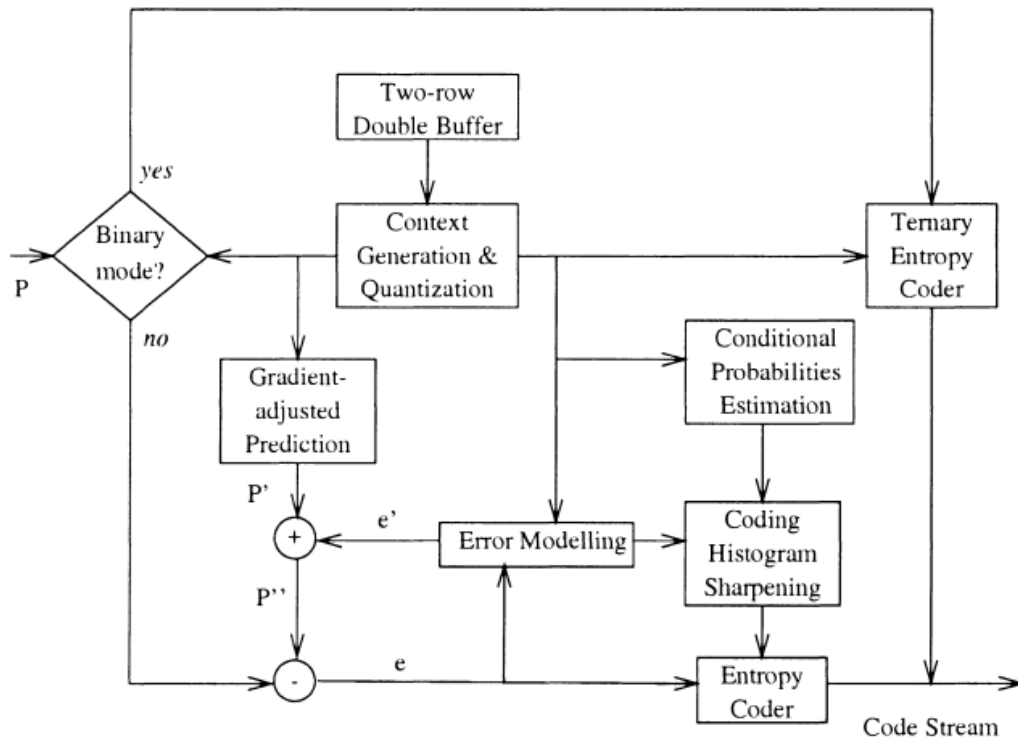 Two-row
Double Buffer
yes
Binary
mode?
P
no
Context
Generation &
Quantization
Ternary
Entropy
Coder
Gradient-
adjusted
Prediction
Conditional
Probabilities
Estimation
P'
+
e'
Error Modelling
Coding
Histogram
Sharpening
P''
-
e
Entropy
Coder
Code Stream